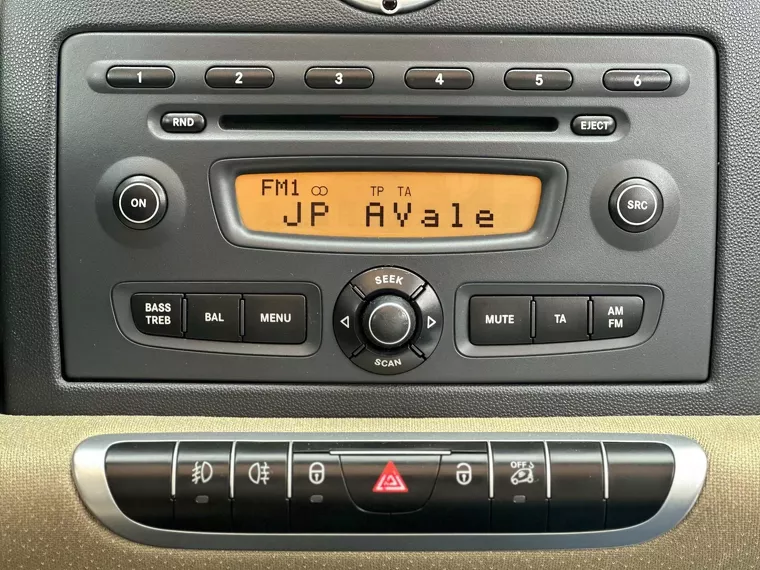 1 2 3 4 5 6
RND EJECT
FM1 TP TA
ON JP AVale SRC
BASS TREB BAL MENU
SEEK
SCAN
MUTE TA AM FM
OFF